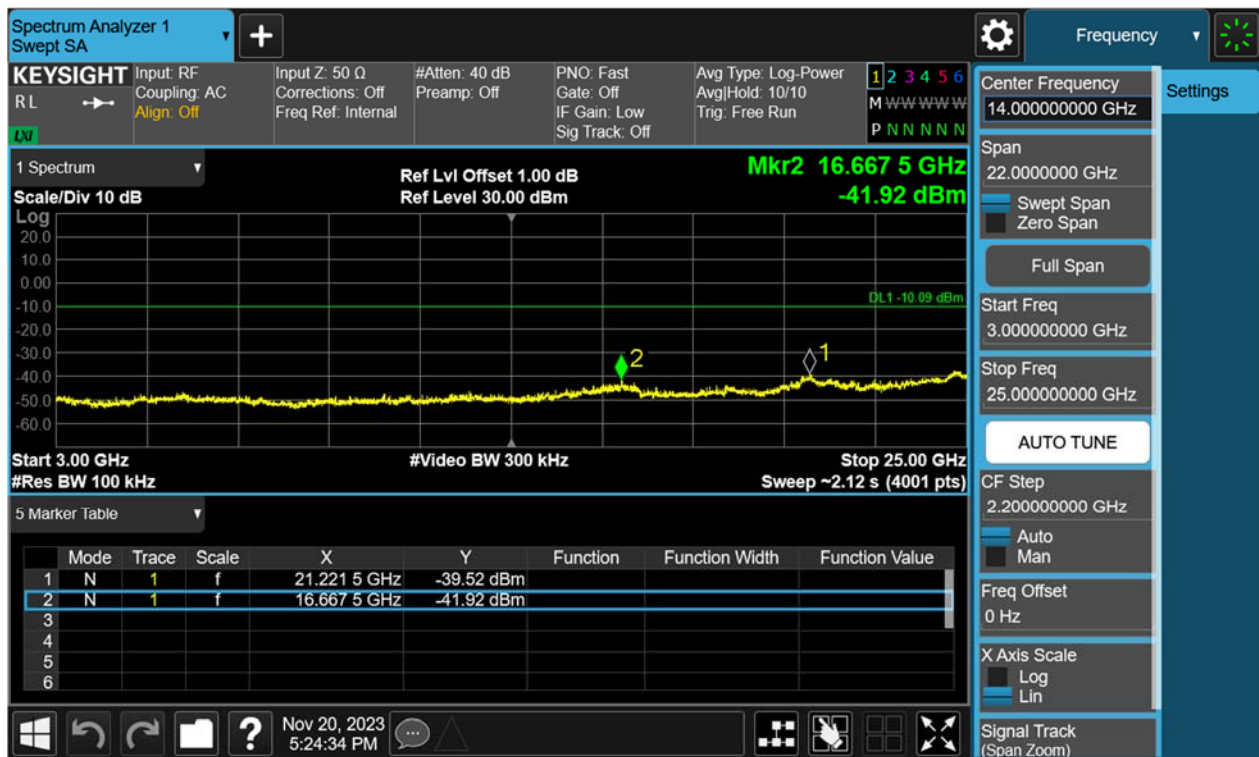 Spectrum Analyzer 1
Swept SA
+
Frequency
KEYSIGHT
RL
LXI
Input: RF
Coupling: AC
Align: Off
Input Z: 50 Ω
Corrections: Off
Freq Ref: Internal
#Atten: 40 dB
Preamp: Off
PNO: Fast
Gate: Off
IF Gain: Low
Sig Track: Off
Avg Type: Log-Power
Avg|Hold: 10/10
Trig: Free Run
1 2 3 4 5 6
M W W W W W
P N N N N N
Center Frequency
14.000000000 GHz
Settings
Span
22.0000000 GHz
Swept Span
Zero Span
Full Span
Start Freq
3.000000000 GHz
Stop Freq
25.000000000 GHz
AUTO TUNE
CF Step
2.200000000 GHz
Auto
Man
Freq Offset
0 Hz
X Axis Scale
Log
Lin
Signal Track
(Span Zoom)
1 Spectrum
Scale/Div 10 dB
Ref Lvl Offset 1.00 dB
Ref Level 30.00 dBm
Mkr2 16.667 5 GHz
-41.92 dBm
Log
20.0
10.0
0.00
-10.0
-20.0
-30.0
-40.0
-50.0
-60.0
DL1 -10.09 dBm
2
1
Start 3.00 GHz
#Video BW 300 kHz
Stop 25.00 GHz
#Res BW 100 kHz
Sweep ~2.12 s (4001 pts)
5 Marker Table
Mode Trace Scale X Y Function Function Width Function Value
1 N 1 f 21.221 5 GHz -39.52 dBm
2 N 1 f 16.667 5 GHz -41.92 dBm
3
4
5
6
?
Nov 20, 2023
5:24:34 PM